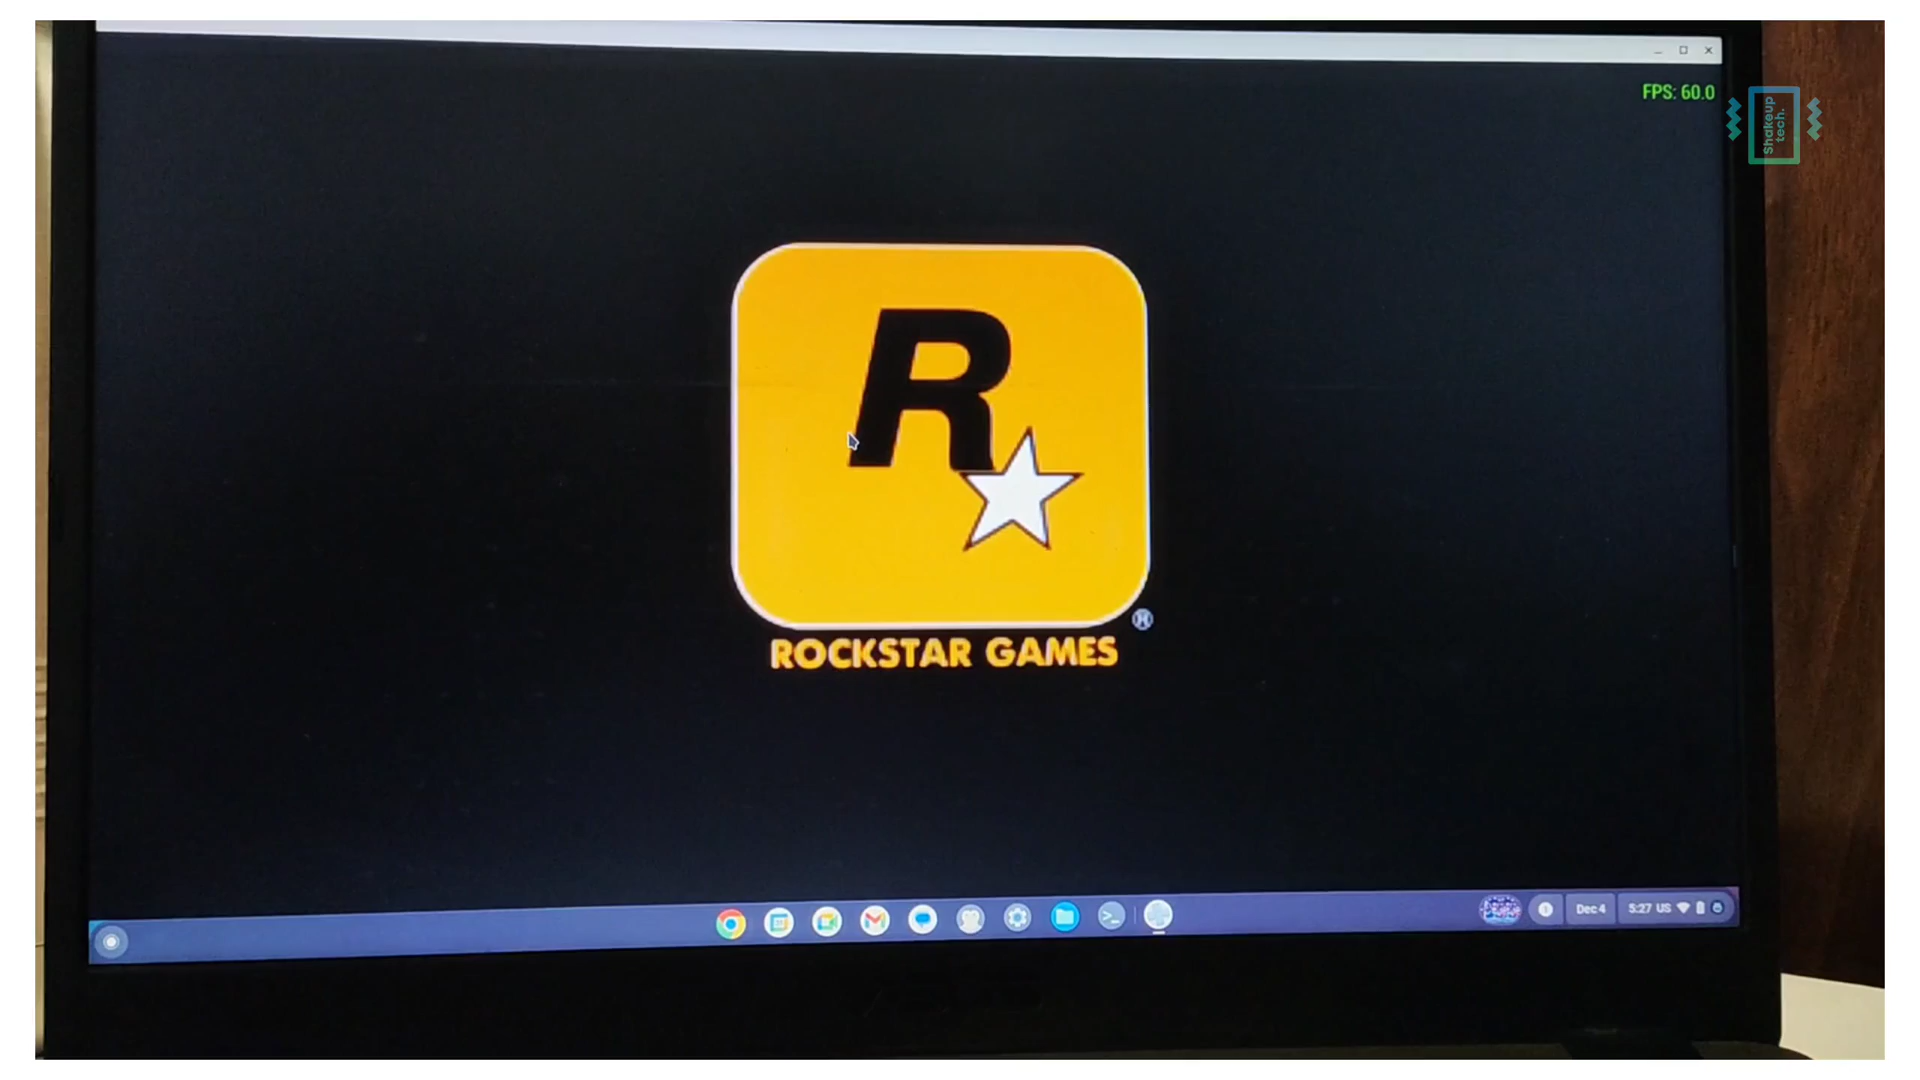 FPS: 60.0
Shakeup
tech.
R
®
ROCKSTAR GAMES
Dec 4
5:27 US